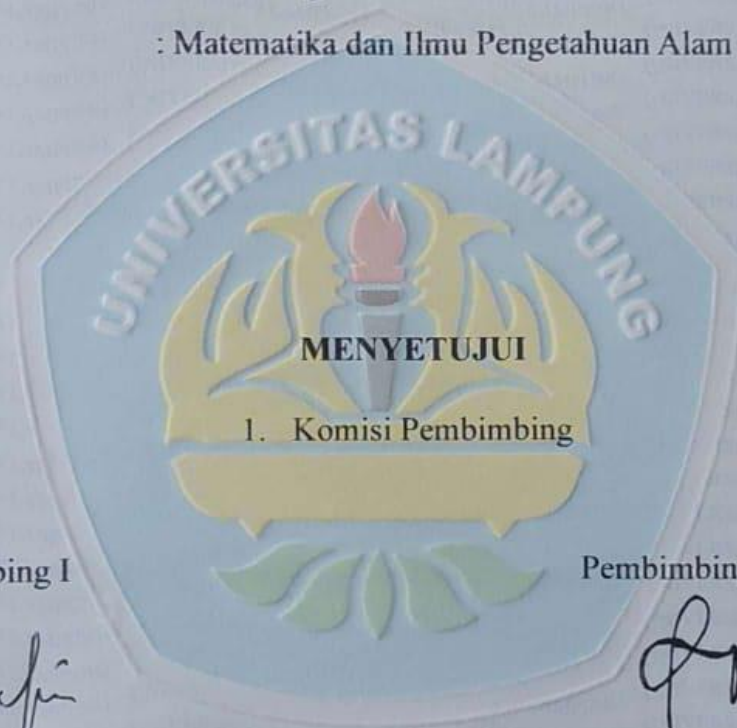 : Matematika dan Ilmu Pengetahuan Alam
UNIVERSITAS LAMPUNG
MENYETUJUI
1. Komisi Pembimbing
bing I
Pembimbin